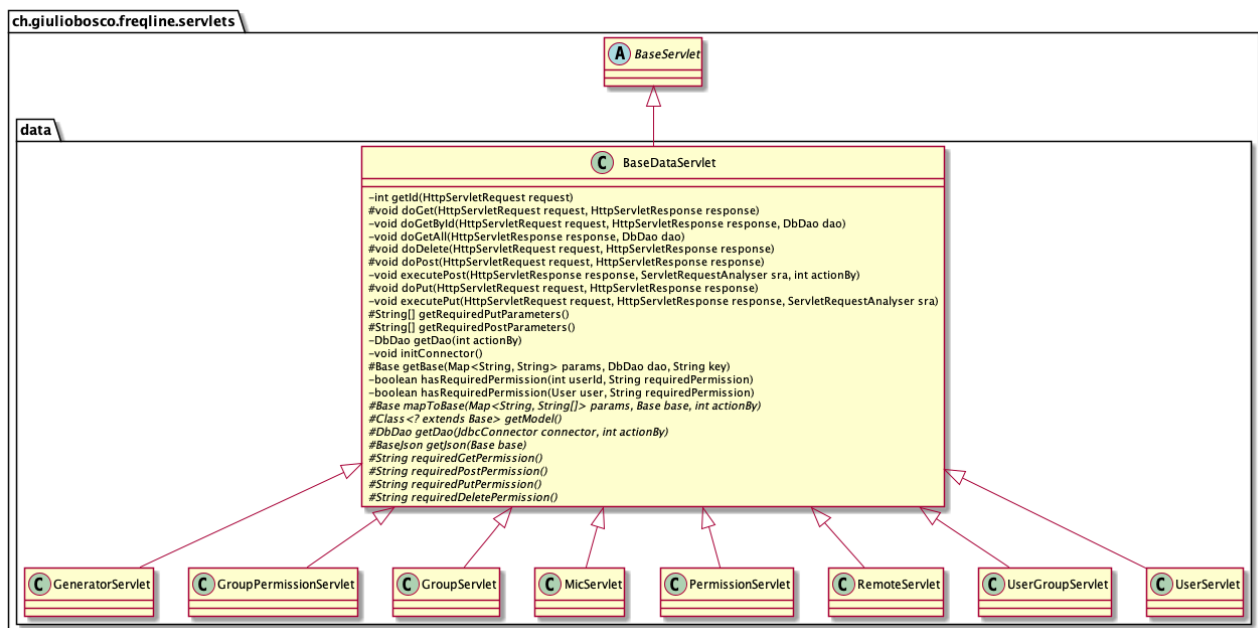 ch.giuliobosco.freqline.servlets
A BaseServlet
data
C BaseDataServlet
-int getId(HttpServletRequest request)
#void doGet(HttpServletRequest request, HttpServletResponse response)
-void doGetById(HttpServletRequest request, HttpServletResponse response, DbDao dao)
-void doGetAll(HttpServletResponse response, DbDao dao)
#void doDelete(HttpServletRequest request, HttpServletResponse response)
#void doPost(HttpServletRequest request, HttpServletResponse response)
-void executePost(HttpServletResponse response, ServletRequestAnalyser sra, int actionBy)
#void doPut(HttpServletRequest request, HttpServletResponse response)
-void executePut(HttpServletRequest request, HttpServletResponse response, ServletRequestAnalyser sra)
#String[] getRequiredPutParameters()
#String[] getRequiredPostParameters()
-DbDao getDao(int actionBy)
-void initConnector()
#Base getBase(Map<String, String> params, DbDao dao, String key)
-boolean hasRequiredPermission(int userId, String requiredPermission)
-boolean hasRequiredPermission(User user, String requiredPermission)
#Base mapToBase(Map<String, String[]> params, Base base, int actionBy)
#Class<? extends Base> getModel()
#DbDao getDao(JdbcConnector connector, int actionBy)
#BaseJson getJson(Base base)
#String requiredGetPermission()
#String requiredPostPermission()
#String requiredPutPermission()
#String requiredDeletePermission()
C GeneratorServlet
C GroupPermissionServlet
C GroupServlet
C MicServlet
C PermissionServlet
C RemoteServlet
C UserGroupServlet
C UserServlet